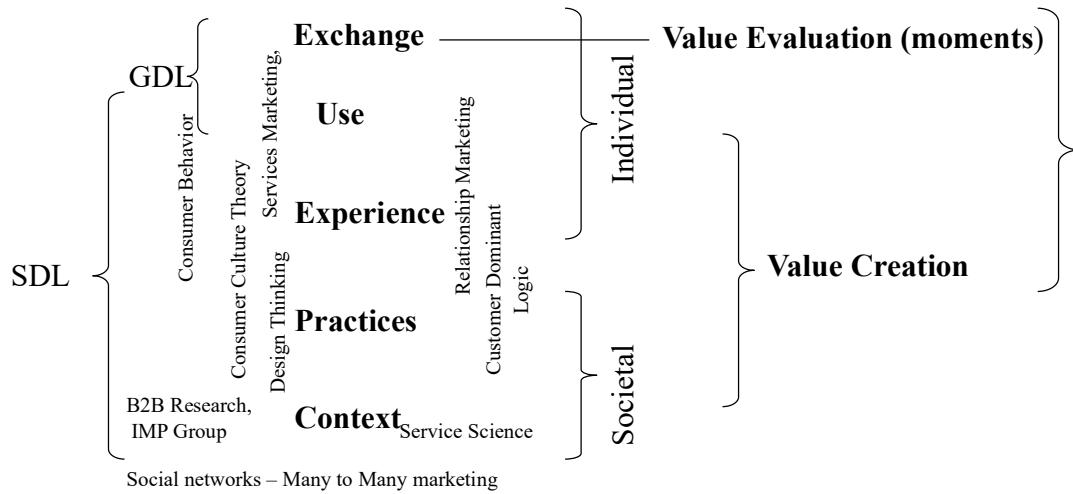 Exchange
Value Evaluation (moments)
GDL
Use
Services Marketing,
Consumer Behavior
Consumer Culture Theory
Relationship Marketing
Individual
Experience
SDL
Value Creation
Design Thinking
Practices
Customer Dominant
Logic
B2B Research,
IMP Group
Context
Service Science
Societal
Social networks – Many to Many marketing